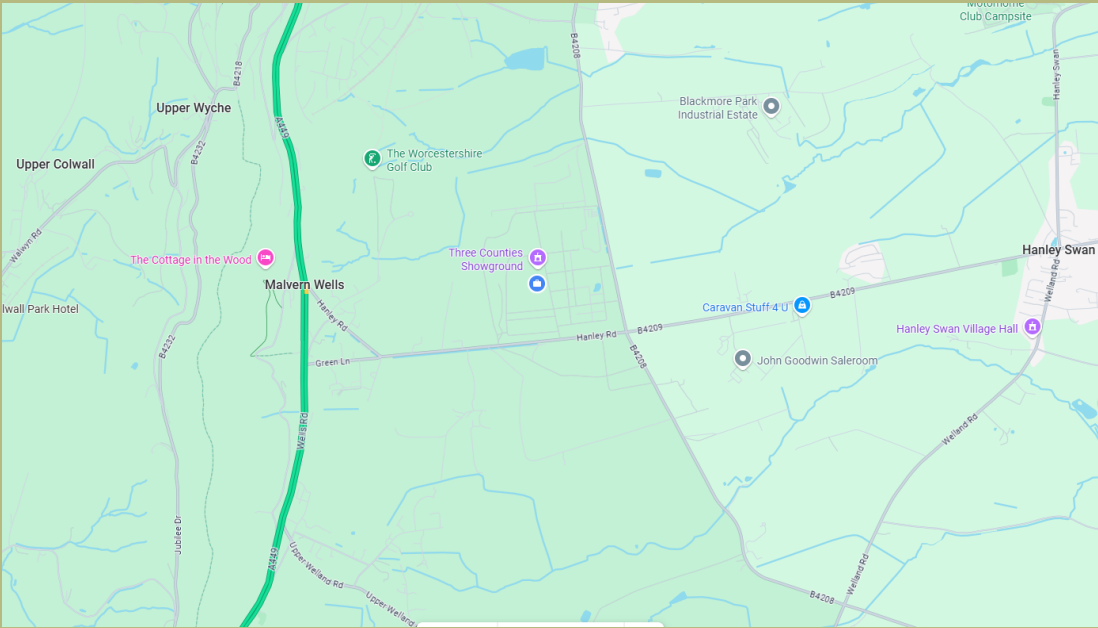 Motorhome
Club Campsite
B4208
B4218
Hanley Swan
Upper Wyche
Blackmore Park
Industrial Estate
A449
B4232
Upper Colwall
The Worcestershire
Golf Club
Walwyn Rd
The Cottage in the Wood
Three Counties
Showground
Hanley Swan
Malvern Wells
Welland Rd
lwall Park Hotel
Hanley Rd
Caravan Stuff 4 U
B4209
B4209
Hanley Rd
Hanley Swan Village Hall
B4232
Green Ln
B4208
John Goodwin Saleroom
Wells Rd
Welland Rd
Jubilee Dr
A449
Upper Welland Rd
Welland Rd
Upper Welland
B4208